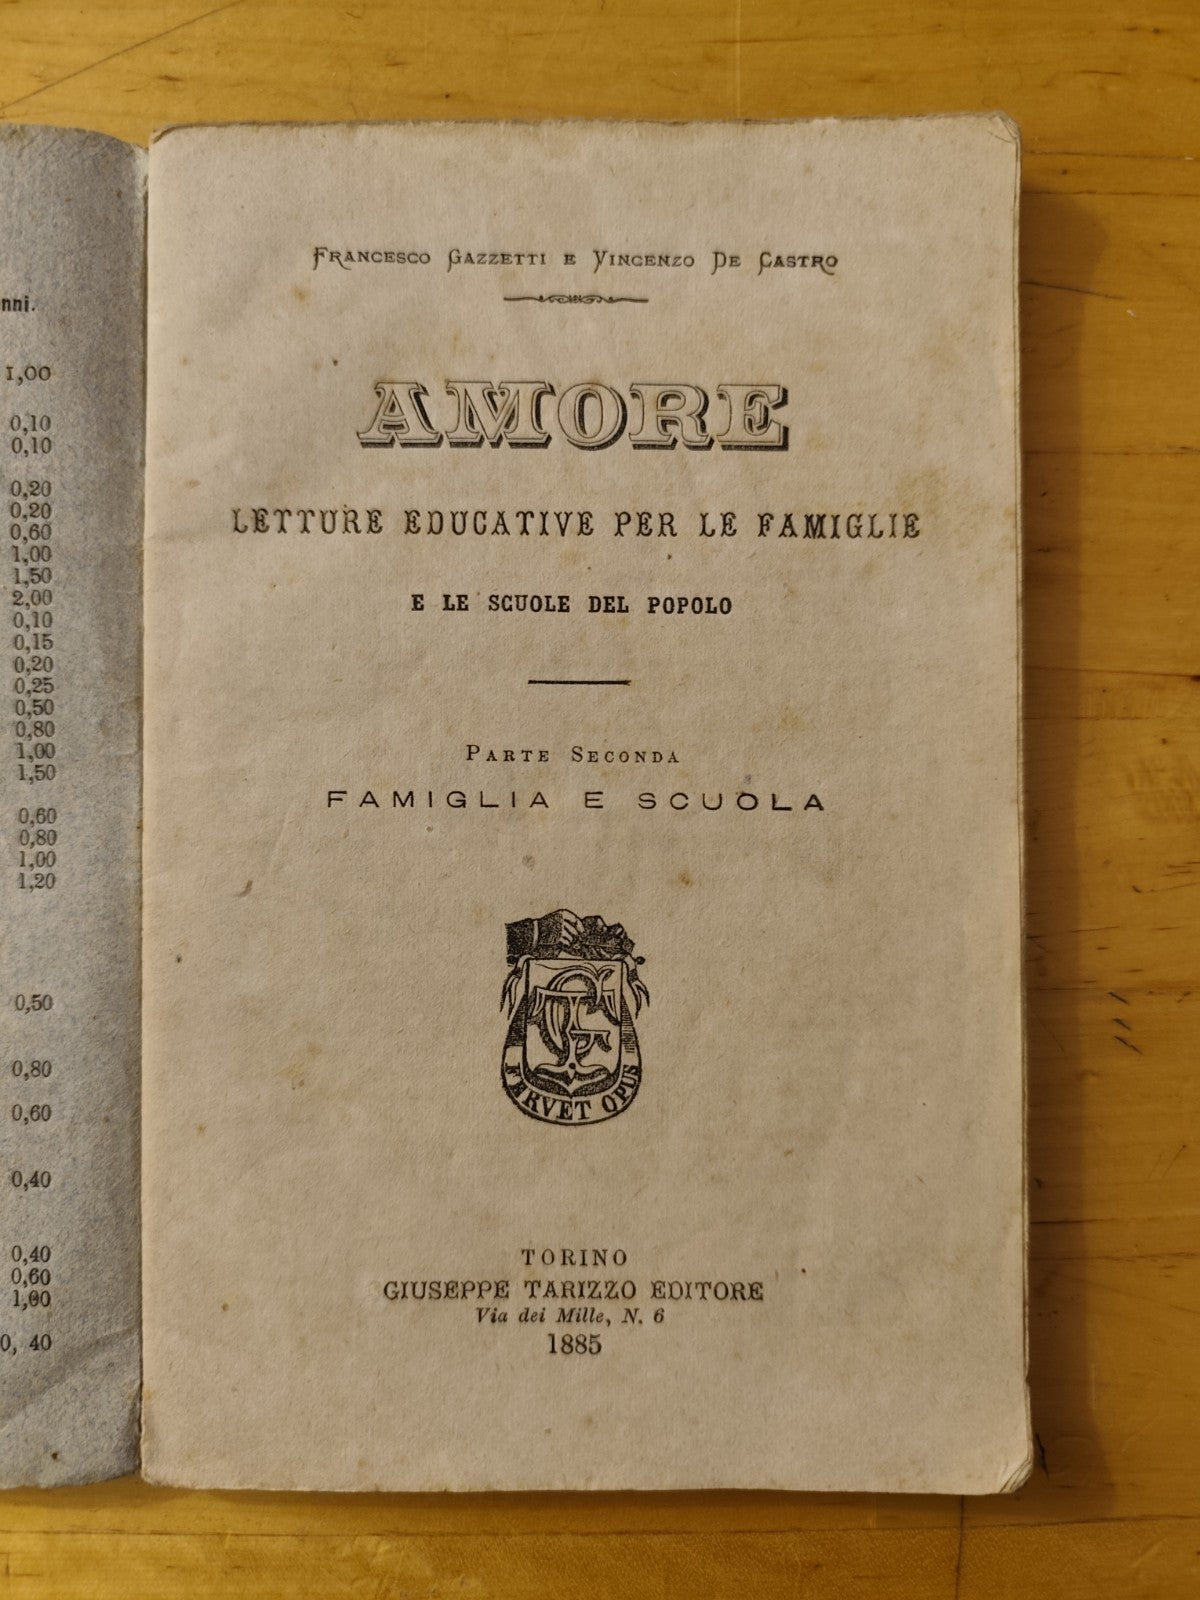 nni.
1,00
0,10
0,10
0,20
0,20
0,60
1,00
1,50
2,00
0,10
0,15
0,20
0,25
0,50
0,80
1,00
1,50
0,60
0,80
1,00
1,20
0,50
0,80
0,60
0,40
0,40
0,60
1,00
0, 40
FRANCESCO GAZZETTI E VINCENZO DE CASTRO
AMORE
LETTURE EDUCATIVE PER LE FAMIGLIE
E LE SCUOLE DEL POPOLO
PARTE SECONDA
FAMIGLIA E SCUOLA
FERVET OPUS
TORINO
GIUSEPPE TARIZZO EDITORE
Via dei Mille, N. 6
1885